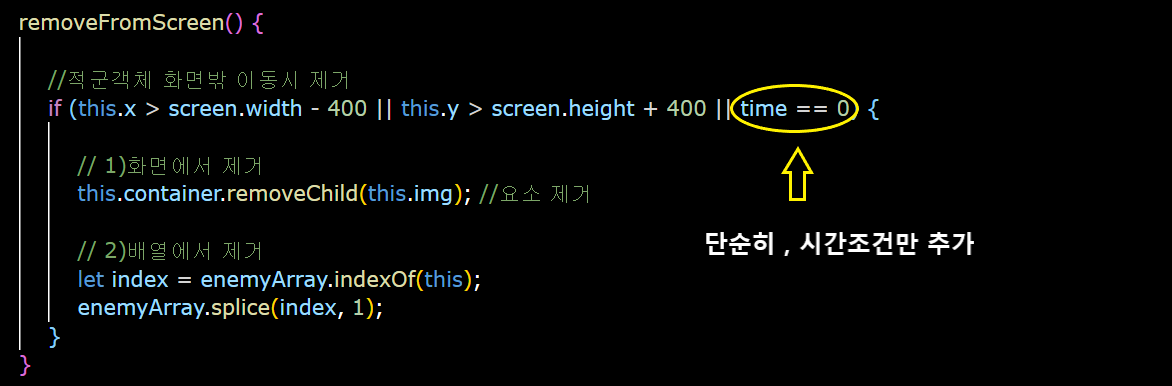 removeFromScreen() {
//적군객체 화면밖 이동시 제거
if (this.x > screen.width - 400 || this.y > screen.height + 400 || time == 0) {
// 1)화면에서 제거
this.container.removeChild(this.img); //요소 제거
단순히 , 시간조건만 추가
// 2)배열에서 제거
let index = enemyArray.indexOf(this);
enemyArray.splice(index, 1);
}
}